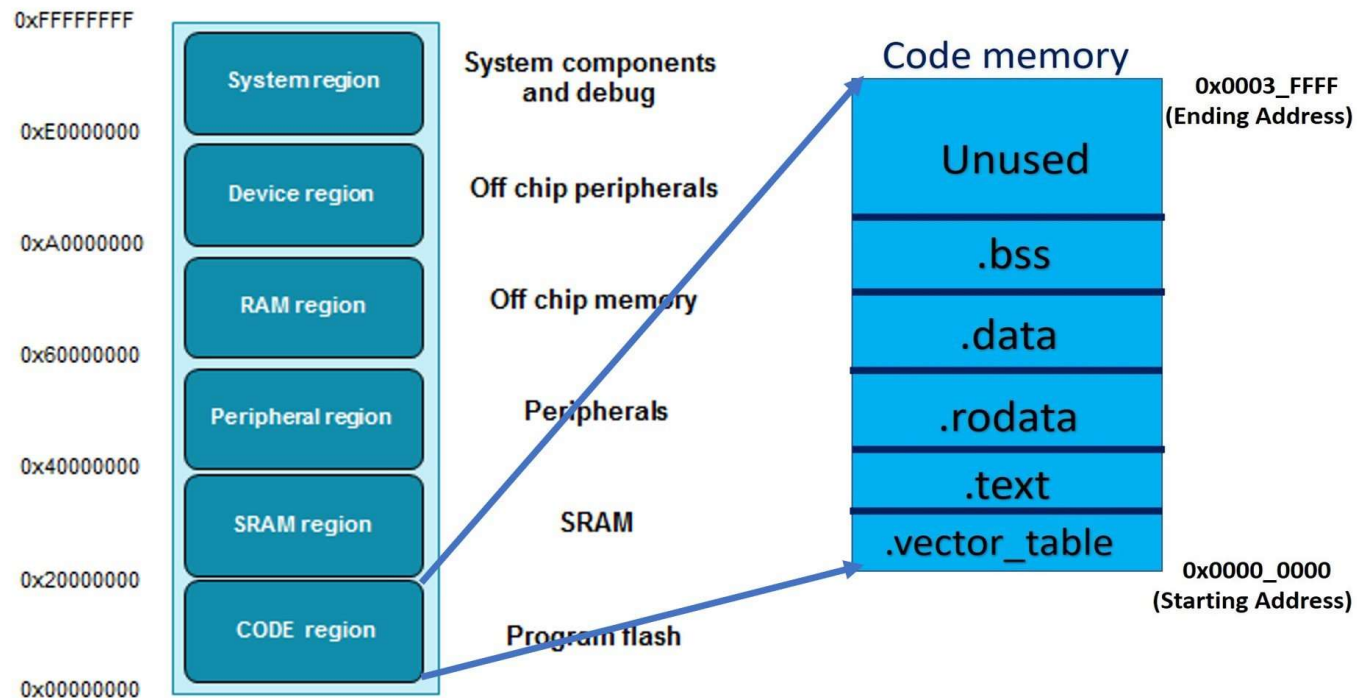 0xFFFFFFFF
System region
System components
and debug
0xE0000000
Device region
Off chip peripherals
0xA0000000
RAM region
Off chip memory
0x60000000
Peripheral region
Peripherals
0x40000000
SRAM region
SRAM
0x20000000
CODE region
Program flash
0x00000000
Code memory
0x0003_FFFF
(Ending Address)
Unused
.bss
.data
.rodata
.text
.vector_table
0x0000_0000
(Starting Address)